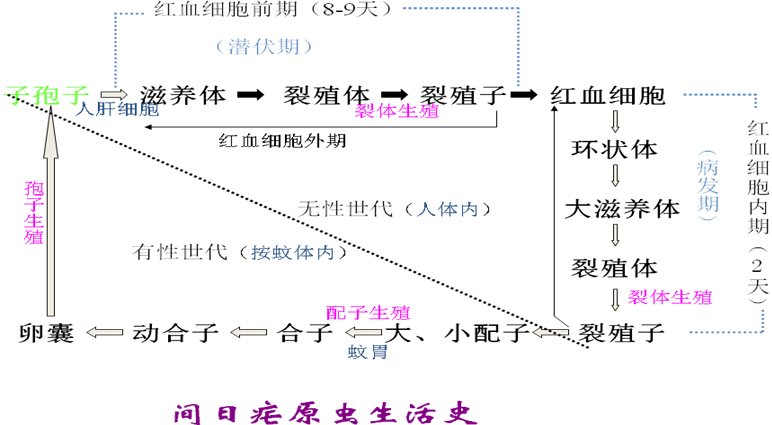 红血细胞前期（8-9天）
（潜伏期）
子孢子
人肝细胞
滋养体
裂殖体
裂体生殖
裂殖子
红血细胞
红血细胞外期
环状体
大滋养体
裂殖体
裂体生殖
裂殖子
（病发期）
红血细胞内期（2天）
无性世代（人体内）
有性世代（按蚊体内）
孢子生殖
配子生殖
蚊胃
卵囊
动合子
合子
大、小配子
间日疟原虫生活史